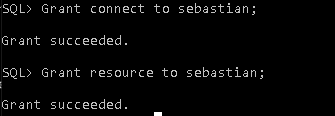 SQL> Grant connect to sebastian;
Grant succeeded.
SQL> Grant resource to sebastian;
Grant succeeded.